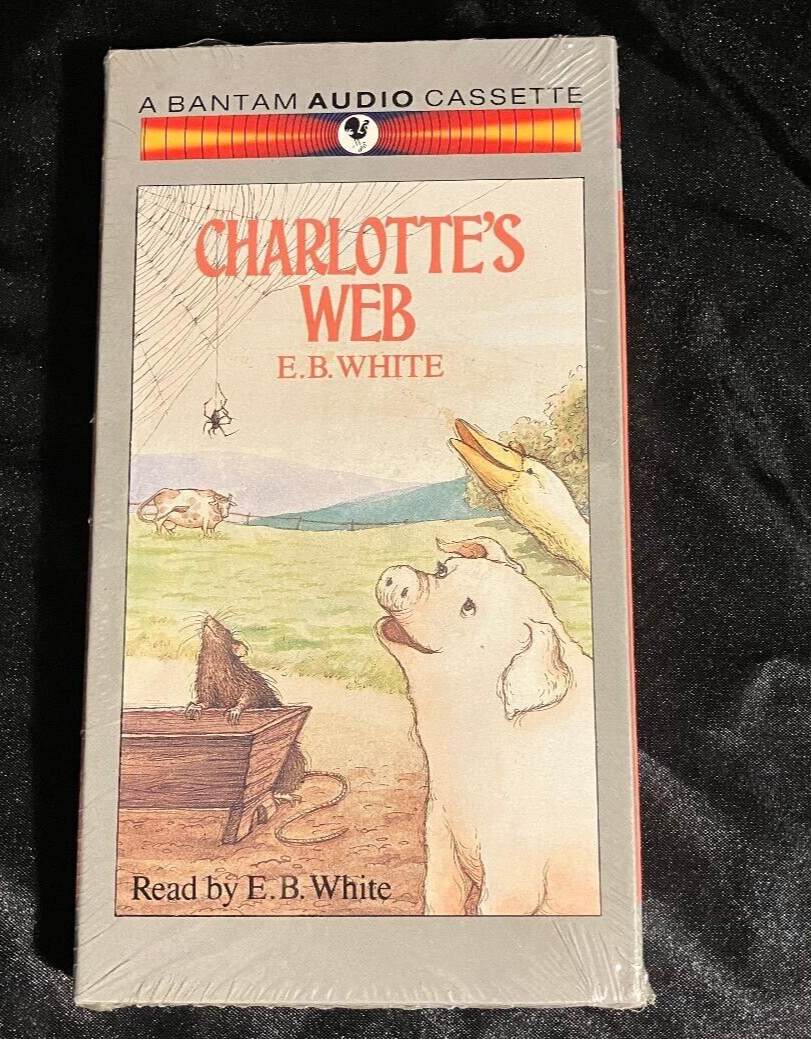 A BANTAM AUDIO CASSETTE
CHARLOTTE'S
WEB
E.B. WHITE
Read by E.B. White